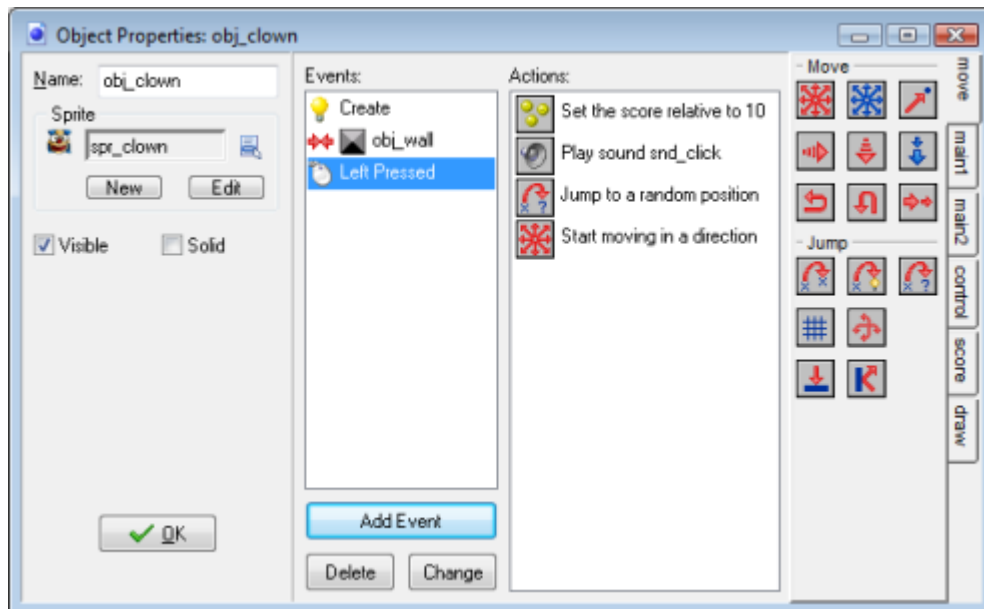 Object Properties: obj_clown
Name: obj_clown
Sprite
spr_clown
New Edit
Visible Solid
OK
Events:
Create
obj_wall
Left Pressed
Add Event
Delete Change
Actions:
Set the score relative to 10
Play sound snd_click
Jump to a random position
Start moving in a direction
Move
Jump
move
main1
main2
control
score
draw